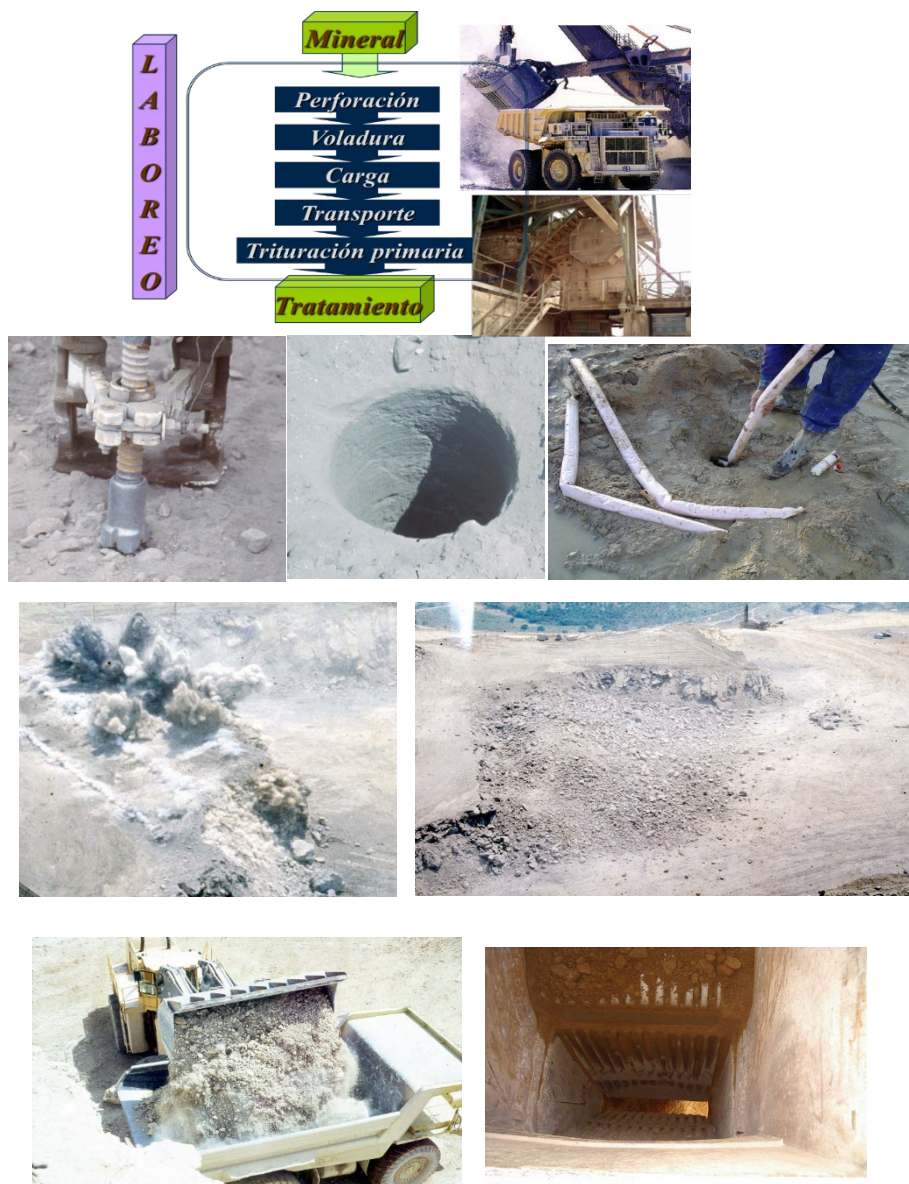 Mineral
LABOREO
Perforación
Voladura
Carga
Transporte
Trituración primaria
Tratamiento